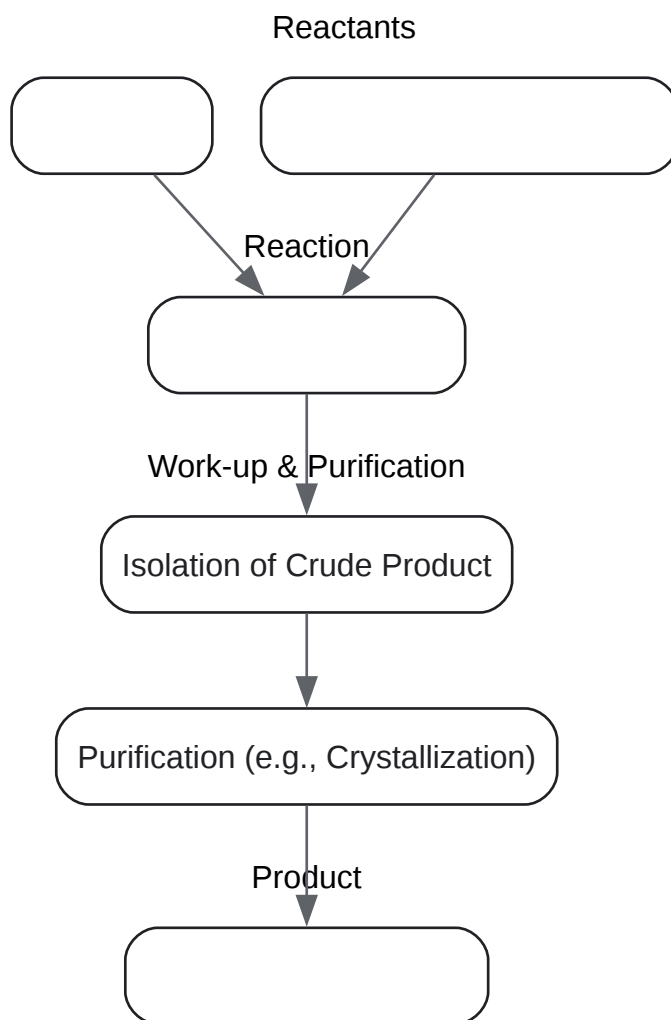 Reactants
Reaction
Work-up & Purification
Isolation of Crude Product
Purification (e.g., Crystallization)
Product